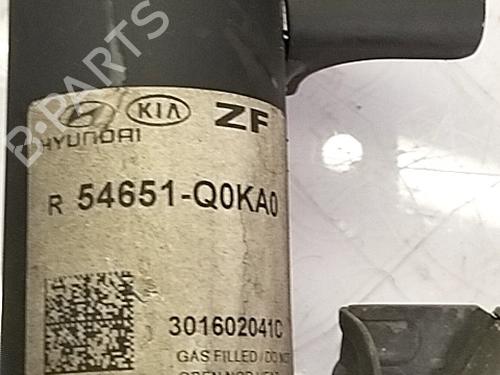 B-PARTS
KIA ZF
HYUNDAI
R 54651-Q0KA0
301602041C
GAS FILLED / DO NOT